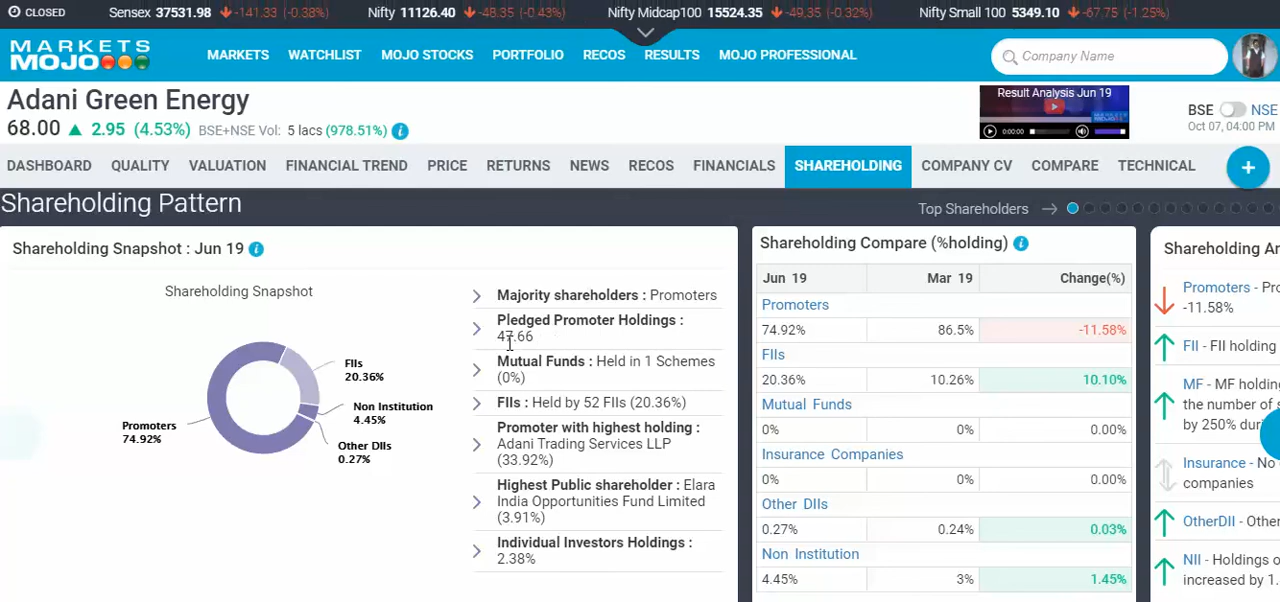 CLOSED Sensex 37531.98 -141.33 (-0.38%) Nifty 11126.40 -48.35 (-0.43%) Nifty Midcap100 15524.35 -49.35 (-0.32%) Nifty Small 100 5349.10 -67.75 (-1.25%)
MARKETS
MOJO
MARKETS WATCHLIST MOJO STOCKS PORTFOLIO RECOS RESULTS MOJO PROFESSIONAL
Company Name
Adani Green Energy
68.00 ▲ 2.95 (4.53%) BSE+NSE Vol: 5 lacs (978.51%)
Result Analysis Jun 19
0:00:00
BSE NSE
Oct 07, 04:00 PM
DASHBOARD QUALITY VALUATION FINANCIAL TREND PRICE RETURNS NEWS RECOS FINANCIALS SHAREHOLDING COMPANY CV COMPARE TECHNICAL +
Shareholding Pattern
Top Shareholders →
Shareholding Snapshot : Jun 19
Shareholding Snapshot
FIIs
20.36%
Non Institution
4.45%
Other DIIs
0.27%
Promoters
74.92%
Majority shareholders : Promoters
Pledged Promoter Holdings :
47.66
Mutual Funds : Held in 1 Schemes
(0%)
FIIs : Held by 52 FIIs (20.36%)
Promoter with highest holding :
Adani Trading Services LLP
(33.92%)
Highest Public shareholder : Elara
India Opportunities Fund Limited
(3.91%)
Individual Investors Holdings :
2.38%
Shareholding Compare (%holding)
Jun 19 Mar 19 Change(%)
Promoters
74.92% 86.5% -11.58%
FIIs
20.36% 10.26% 10.10%
Mutual Funds
0% 0% 0.00%
Insurance Companies
0% 0% 0.00%
Other DIIs
0.27% 0.24% 0.03%
Non Institution
4.45% 3% 1.45%
Shareholding An
Promoters - Pro
-11.58%
FII - FII holding
MF - MF holding
the number of s
by 250% duri
Insurance - No
companies
OtherDII - Other
NII - Holdings o
increased by 1.